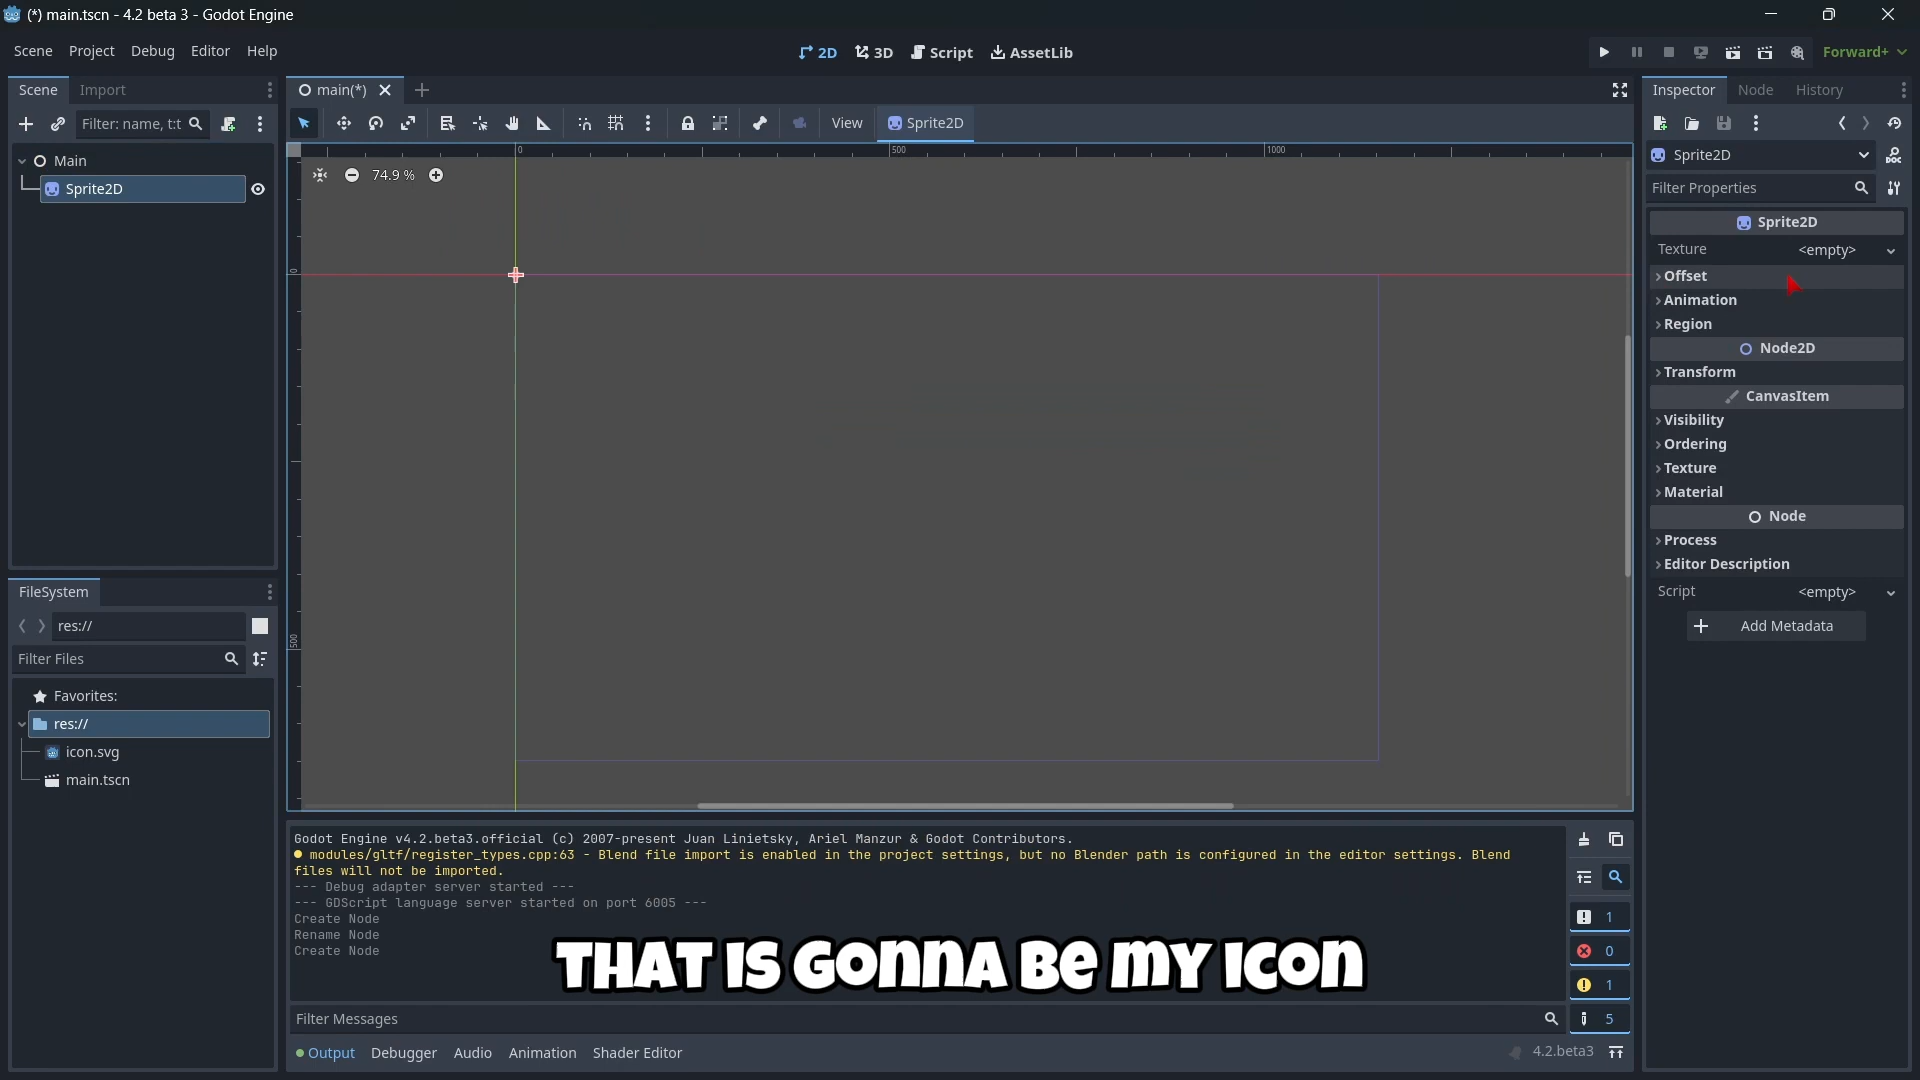 (*) main.tscn - 4.2 beta 3 - Godot Engine
Scene Project Debug Editor Help
2D 3D Script AssetLib
Forward+
Scene Import
Filter: name, t:t
Main
Sprite2D
main(*)
View Sprite2D
0 500 1000
74.9 %
0
500
FileSystem
res://
Filter Files
Favorites:
res://
icon.svg
main.tscn
Godot Engine v4.2.beta3.official (c) 2007-present Juan Linietsky, Ariel Manzur & Godot Contributors.
modules/gltf/register_types.cpp:63 - Blend file import is enabled in the project settings, but no Blender path is configured in the editor settings. Blend
files will not be imported.
--- Debug adapter server started ---
--- GDScript language server started on port 6005 ---
Create Node
Rename Node
Create Node
THAT IS GONNA BE MY ICON
1
0
1
5
Filter Messages
Output Debugger Audio Animation Shader Editor
4.2.beta3
Inspector Node History
Sprite2D
DOC
Filter Properties
Sprite2D
Texture <empty>
Offset
Animation
Region
Node2D
Transform
CanvasItem
Visibility
Ordering
Texture
Material
Node
Process
Editor Description
Script <empty>
Add Metadata